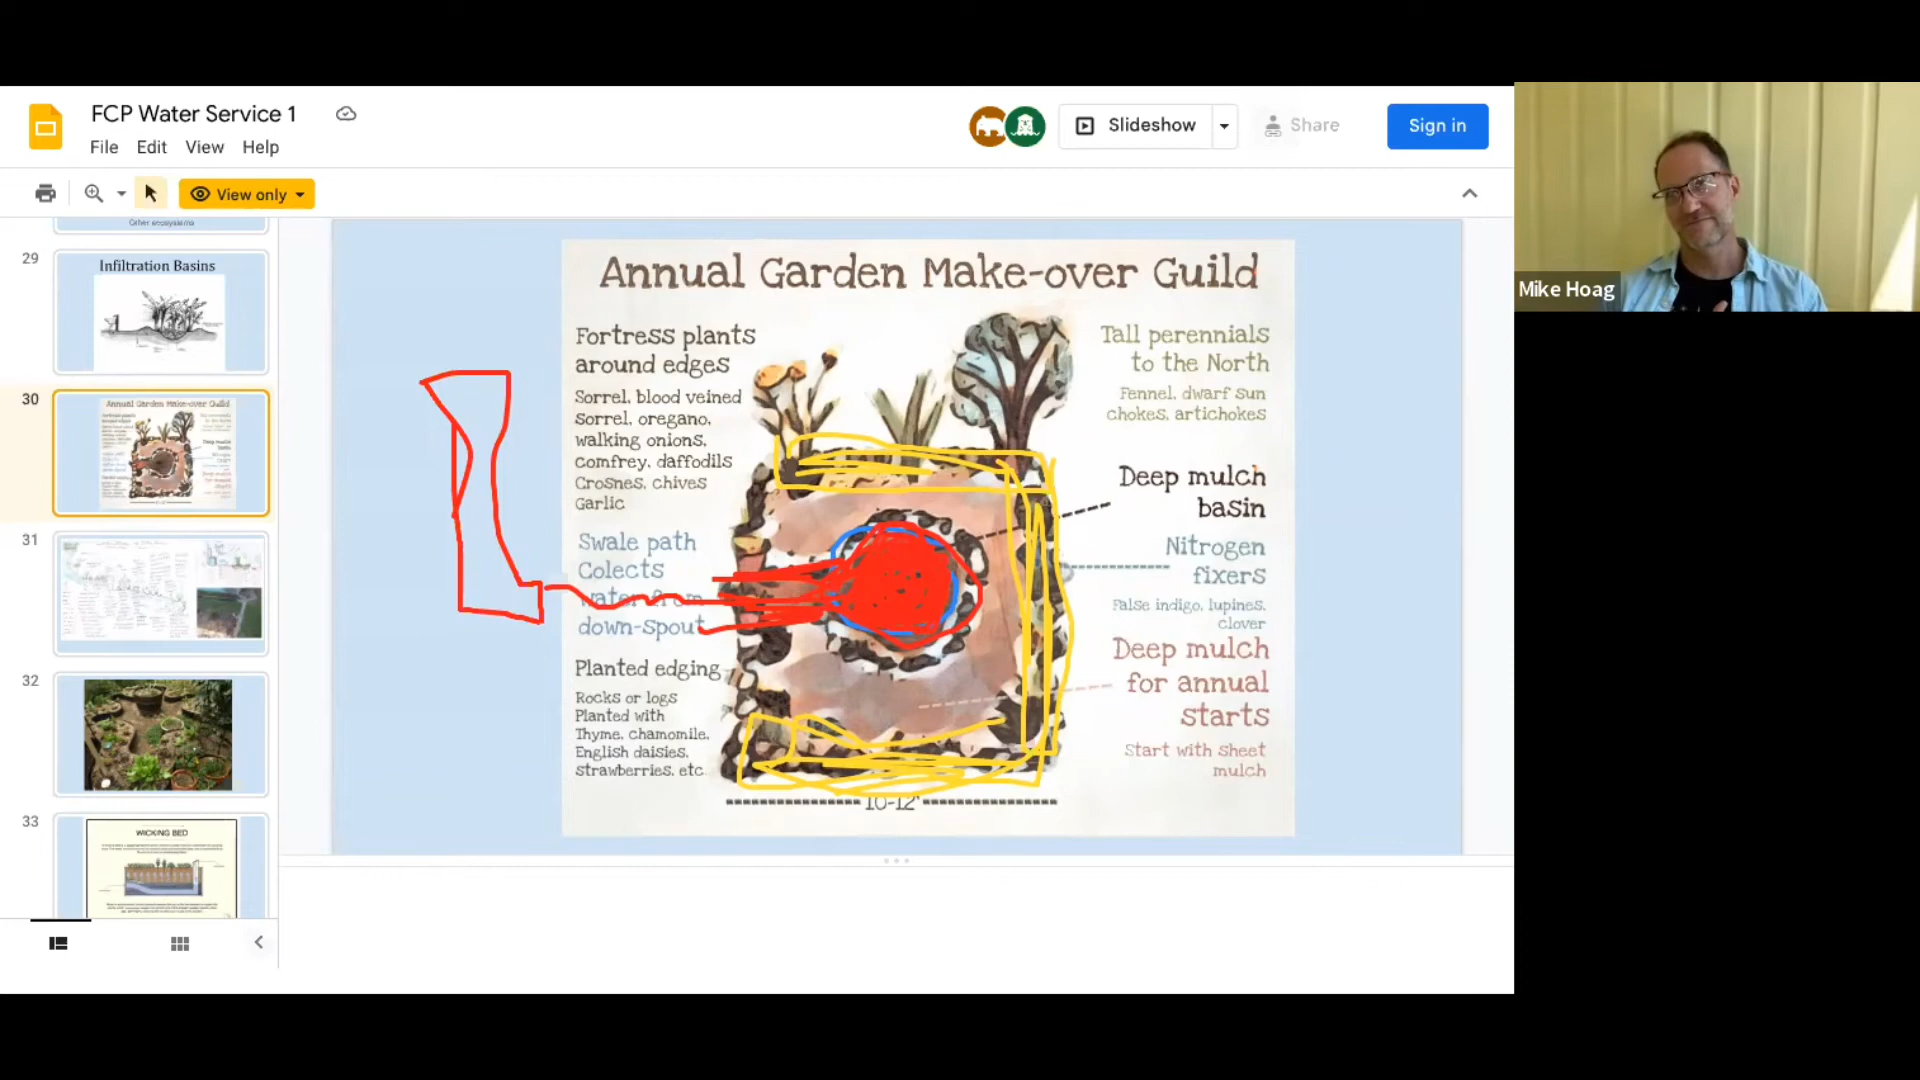 FCP Water Service 1
File Edit View Help
Slideshow
Share
Sign in
View only
Other ecosystems
29
Infiltration Basins
30
Annual Garden Make-over Guild
31
32
33
WICKING BED
Annual Garden Make-over Guild
Fortress plants
around edges
Sorrel, blood veined
sorrel, oregano,
walking onions,
comfrey, daffodils
Crosnes, chives
Garlic
Swale path
Colects
water from
down-spout
Planted edging
Rocks or logs
Planted with
Thyme, chamomile,
English daisies,
strawberries, etc
Tall perennials
to the North
Fennel, dwarf sun
chokes, artichokes
Deep mulch
basin
Nitrogen
fixers
False indigo, lupines,
clover
Deep mulch
for annual
starts
Start with sheet
mulch
10-12'
Mike Hoag